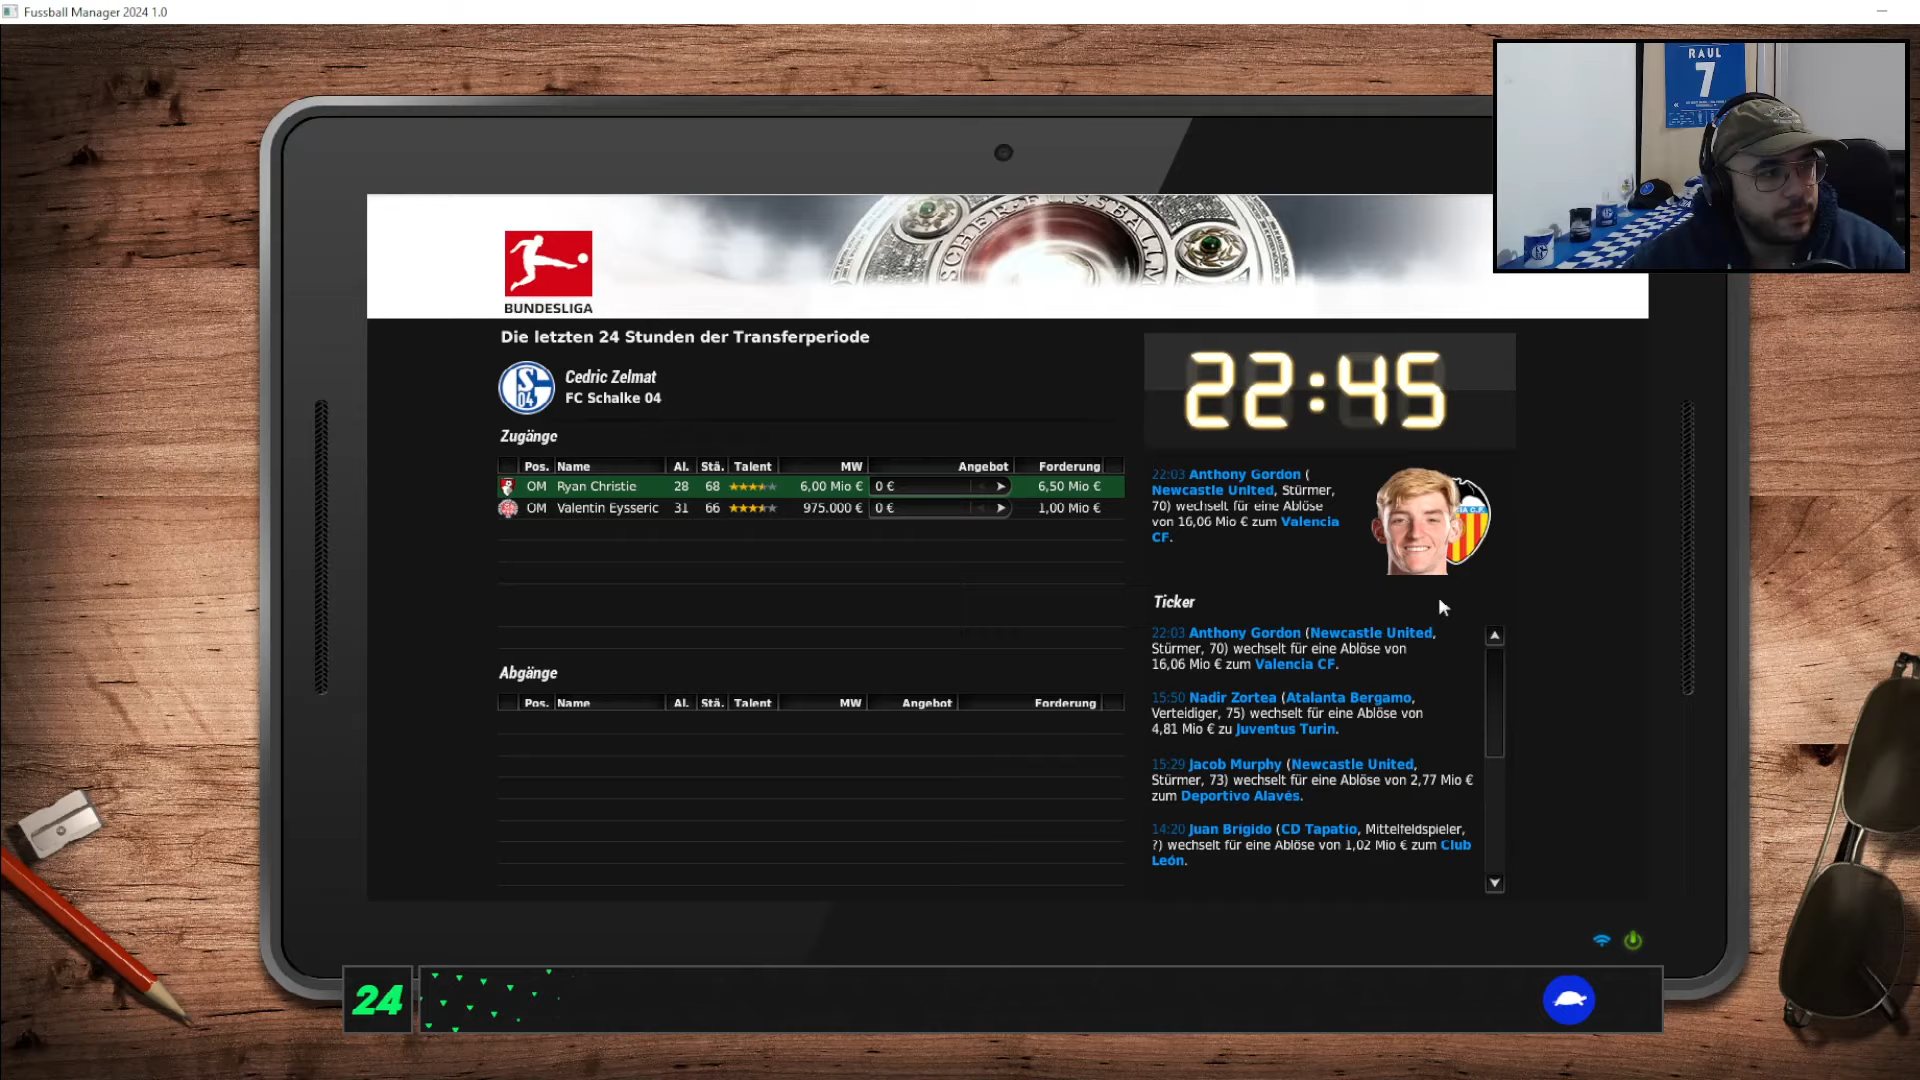 Fussball Manager 2024 1.0
RAUL
7
BUNDESLIGA
Die letzten 24 Stunden der Transferperiode
Cedric Zelmat
FC Schalke 04
Zugänge
Pos. Name Al. Stä. Talent MW Angebot Forderung
OM Ryan Christie 28 68 6,00 Mio € 0 € 6,50 Mio €
OM Valentin Eysseric 31 66 975.000 € 0 € 1,00 Mio €
Abgänge
Pos. Name Al. Stä. Talent MW Angebot Forderung
22:45
22:03 Anthony Gordon (
Newcastle United, Stürmer,
70) wechselt für eine Ablöse
von 16,06 Mio € zum Valencia
CF.
Ticker
22:03 Anthony Gordon (Newcastle United,
Stürmer, 70) wechselt für eine Ablöse von
16,06 Mio € zum Valencia CF.
15:50 Nadir Zortea (Atalanta Bergamo,
Verteidiger, 75) wechselt für eine Ablöse von
4,81 Mio € zu Juventus Turin.
15:29 Jacob Murphy (Newcastle United,
Stürmer, 73) wechselt für eine Ablöse von 2,77 Mio €
zum Deportivo Alavés.
14:20 Juan Brigido (CD Tapatio, Mittelfeldspieler,
?) wechselt für eine Ablöse von 1,02 Mio € zum Club
León.
24